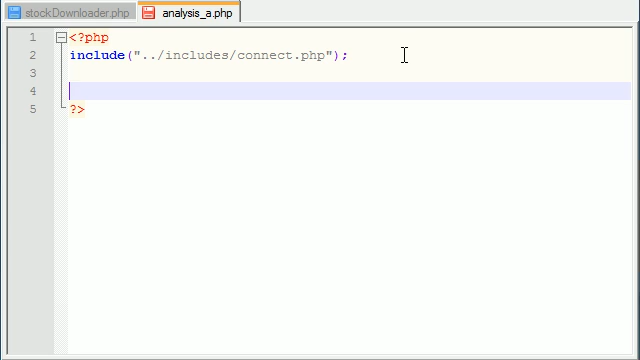 stockDownloader.php analysis_a.php
1 <?php
2 include("../includes/connect.php");
3
4
5 ?>